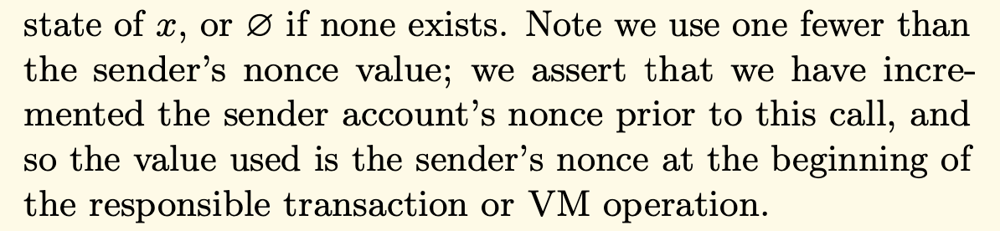 state of x, or ∅ if none exists. Note we use one fewer than
the sender’s nonce value; we assert that we have incre-
mented the sender account’s nonce prior to this call, and
so the value used is the sender’s nonce at the beginning of
the responsible transaction or VM operation.